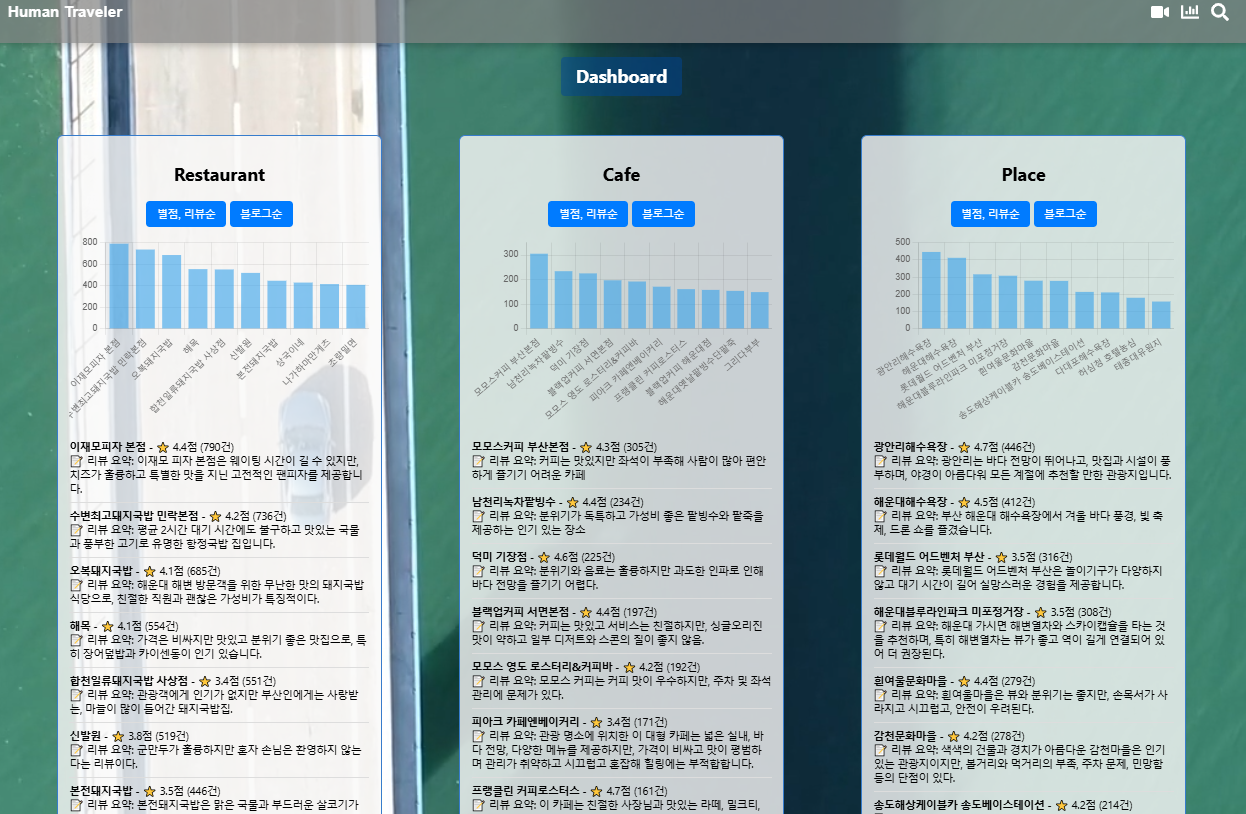 Human Traveler
Dashboard
Restaurant
별점, 리뷰순 블로그순
800
600
400
200
0
이재모피자 본점
수변최고돼지국밥 민락본점
오복돼지국밥
해목
합천일류돼지국밥 사상점
신발원
본전돼지국밥
상국이네
나가하마만게츠
초량밀면
이재모피자 본점 - ⭐ 4.4점 (790건)
📝 리뷰 요약: 이재모 피자 본점은 웨이팅 시간이 길 수 있지만,
치즈가 훌륭하고 특별한 맛을 지닌 고전적인 팬피자를 제공합니
다.
수변최고돼지국밥 민락본점 - ⭐ 4.2점 (736건)
📝 리뷰 요약: 평균 2시간 대기 시간에도 불구하고 맛있는 국물
과 풍부한 고기로 유명한 항정국밥 집입니다.
오복돼지국밥 - ⭐ 4.1점 (685건)
📝 리뷰 요약: 해운대 해변 방문객을 위한 무난한 맛의 돼지국밥
식당으로, 친절한 직원과 괜찮은 가성비가 특징적이다.
해목 - ⭐ 4.1점 (554건)
📝 리뷰 요약: 가격은 비싸지만 맛있고 분위기 좋은 맛집으로, 특
히 장어덮밥과 카이센동이 인기 있습니다.
합천일류돼지국밥 사상점 - ⭐ 3.4점 (551건)
📝 리뷰 요약: 관광객에게 인기가 없지만 부산인에게는 사랑받
는, 마늘이 많이 들어간 돼지국밥집.
신발원 - ⭐ 3.8점 (519건)
📝 리뷰 요약: 군만두가 훌륭하지만 혼자 손님은 환영하지 않는
다는 리뷰이다.
본전돼지국밥 - ⭐ 3.5점 (446건)
📝 리뷰 요약: 본전돼지국밥은 맑은 국물과 부드러운 살코기가
Cafe
별점, 리뷰순 블로그순
300
200
100
0
모모스커피 부산본점
남천리녹차팥빙수
덕미 기장점
블랙업커피 서면본점
모모스 영도 로스터리&커피바
피아크 카페엔베이커리
프랭클린 커피로스터스
블랙업커피 해운대점
해운대옛날팥빙수단팥죽
그리다부부
모모스커피 부산본점 - ⭐ 4.3점 (305건)
📝 리뷰 요약: 커피는 맛있지만 좌석이 부족해 사람이 많아 편안
하게 즐기기 어려운 카페
남천리녹차팥빙수 - ⭐ 4.4점 (234건)
📝 리뷰 요약: 분위기가 독특하고 가성비 좋은 팥빙수와 팥죽을
제공하는 인기 있는 장소
덕미 기장점 - ⭐ 4.6점 (225건)
📝 리뷰 요약: 분위기와 음료는 훌륭하지만 과도한 인파로 인해
바다 전망을 즐기기 어렵다.
블랙업커피 서면본점 - ⭐ 4.4점 (197건)
📝 리뷰 요약: 커피는 맛있고 서비스는 친절하지만, 싱글오리진
맛이 약하고 일부 디저트와 스콘의 질이 좋지 않음.
모모스 영도 로스터리&커피바 - ⭐ 4.2점 (192건)
📝 리뷰 요약: 모모스 커피는 커피 맛이 우수하지만, 주차 및 좌석
관리에 문제가 있다.
피아크 카페엔베이커리 - ⭐ 3.4점 (171건)
📝 리뷰 요약: 관광 명소에 위치한 이 대형 카페는 넓은 실내, 바
다 전망, 다양한 메뉴를 제공하지만, 가격이 비싸고 맛이 평범하
며 관리가 취약하고 시끄럽고 혼잡해 힐링에는 부적합합니다.
프랭클린 커피로스터스 - ⭐ 4.7점 (161건)
📝 리뷰 요약: 이 카페는 친절한 사장님과 맛있는 라떼, 밀크티,
Place
별점, 리뷰순 블로그순
500
400
300
200
100
0
광안리해수욕장
해운대해수욕장
롯데월드 어드벤처 부산
해운대블루라인파크 미포정거장
흰여울문화마을
감천문화마을
송도해상케이블카 송도베이스테이션
다대포해수욕장
허심청 호텔농심
태종대유원지
광안리해수욕장 - ⭐ 4.7점 (446건)
📝 리뷰 요약: 광안리는 바다 전망이 뛰어나고, 맛집과 시설이 풍
부하며, 야경이 아름다워 모든 계절에 추천할 만한 관광지입니다.
해운대해수욕장 - ⭐ 4.5점 (412건)
📝 리뷰 요약: 부산 해운대 해수욕장에서 겨울 바다 풍경, 빛 축
제, 드론 쇼를 즐겼습니다.
롯데월드 어드벤처 부산 - ⭐ 3.5점 (316건)
📝 리뷰 요약: 롯데월드 어드벤처 부산은 놀이기구가 다양하지
않고 대기 시간이 길어 실망스러운 경험을 제공합니다.
해운대블루라인파크 미포정거장 - ⭐ 3.5점 (308건)
📝 리뷰 요약: 해운대 가시면 해변열차와 스카이캡슐을 타는 것
을 추천하며, 특히 해변열차는 뷰가 좋고 역이 길게 연결되어 있
어 더 권장된다.
흰여울문화마을 - ⭐ 4.4점 (279건)
📝 리뷰 요약: 흰여울마을은 뷰와 분위기는 좋지만, 손목서가 사
라지고 시끄럽고, 안전이 우려된다.
감천문화마을 - ⭐ 4.2점 (278건)
📝 리뷰 요약: 색색의 건물과 경치가 아름다운 감천마을은 인기
있는 관광지이지만, 볼거리와 먹거리의 부족, 주차 문제, 민망함
등의 단점이 있다.
송도해상케이블카 송도베이스테이션 - ⭐ 4.2점 (214건)